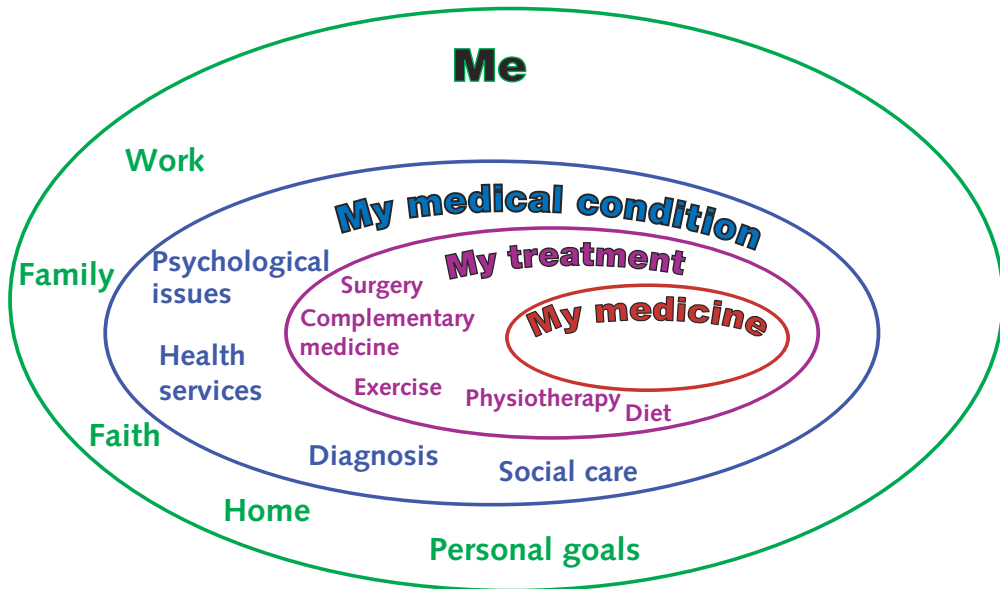 Me
Work
My medical condition
My treatment
Psychological
issues
Family
Surgery
My medicine
Complementary
medicine
Health
services
Exercise
Physiotherapy
Diet
Faith
Diagnosis
Social care
Home
Personal goals